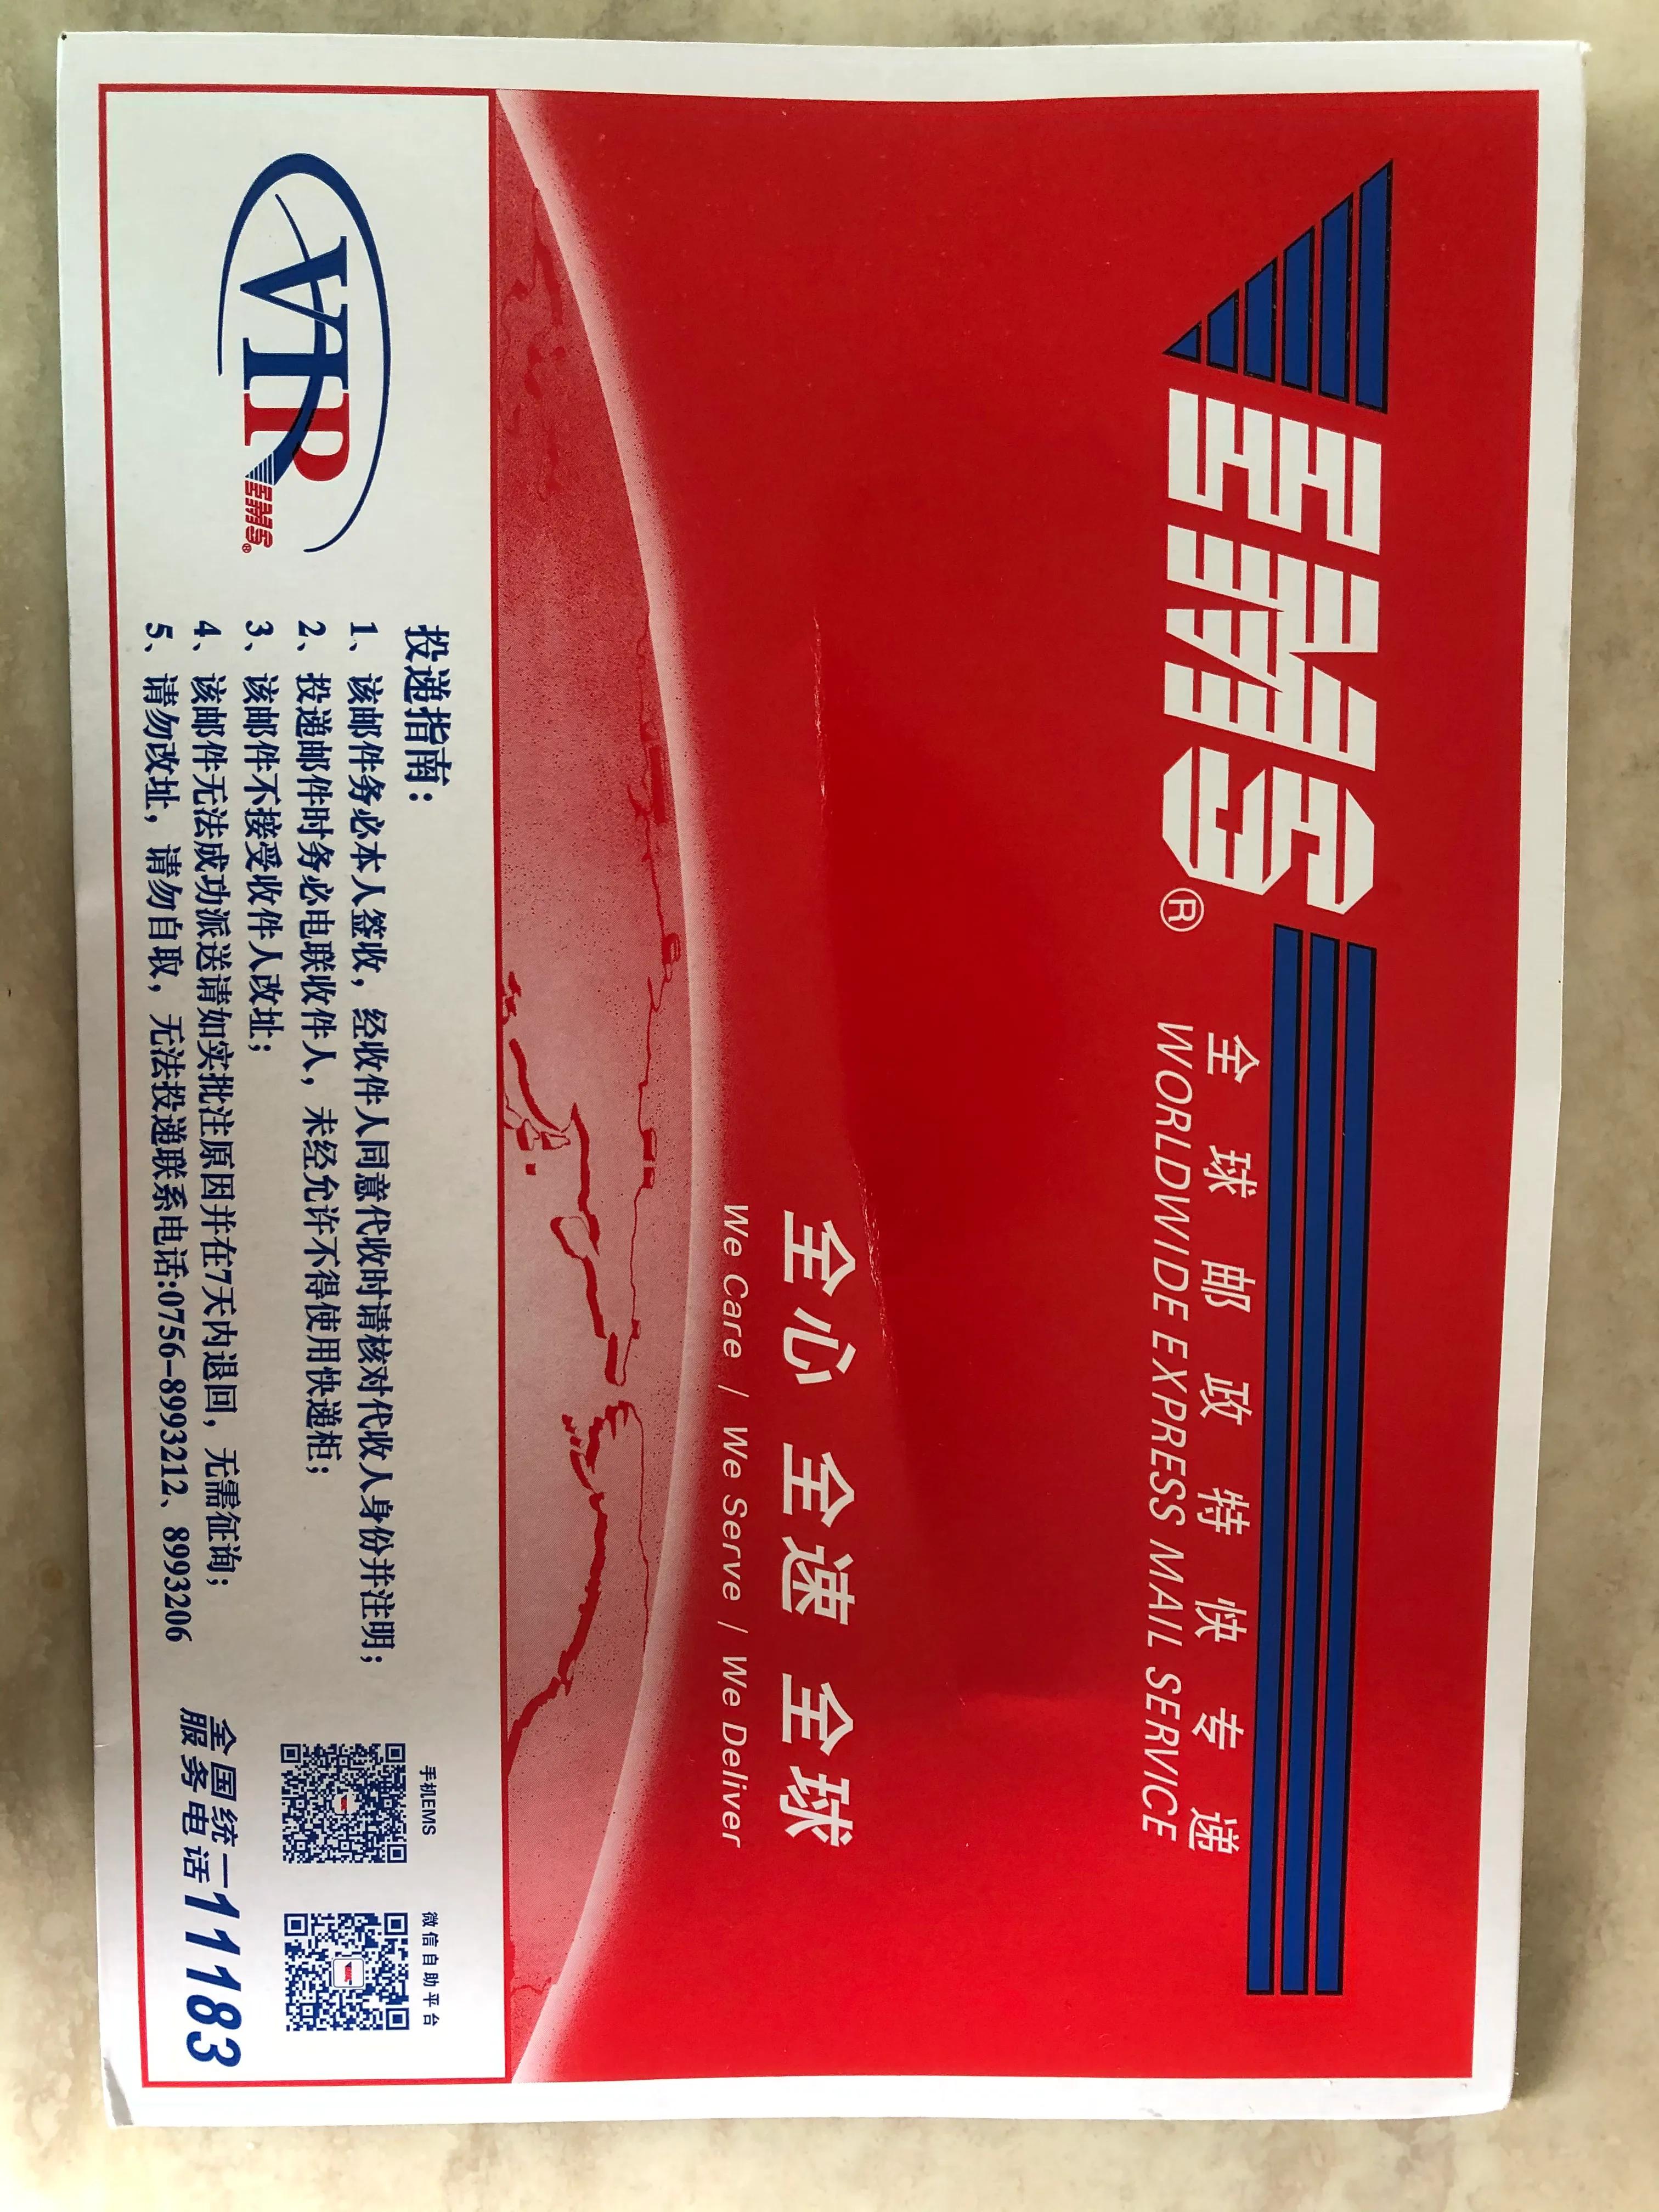 EMS®
全球邮政特快专递
WORLDWIDE EXPRESS MAIL SERVICE
全心 全速 全球
We Care / We Serve / We Deliver
VIP
EMS®
投递指南：
1、该邮件务必本人签收，经收件人同意代收时请核对代收人身份并注明；
2、投递邮件时务必电联收件人，未经允许不得使用快递柜；
3、该邮件不接受收件人改址；
4、该邮件无法成功派送请如实批注原因并在7天内退回，无需征询；
5、请勿改址，请勿自取，无法投递联系电话:0756-8993212、8993206
手机EMS
微信自助平台
全国统一
服务电话 11183